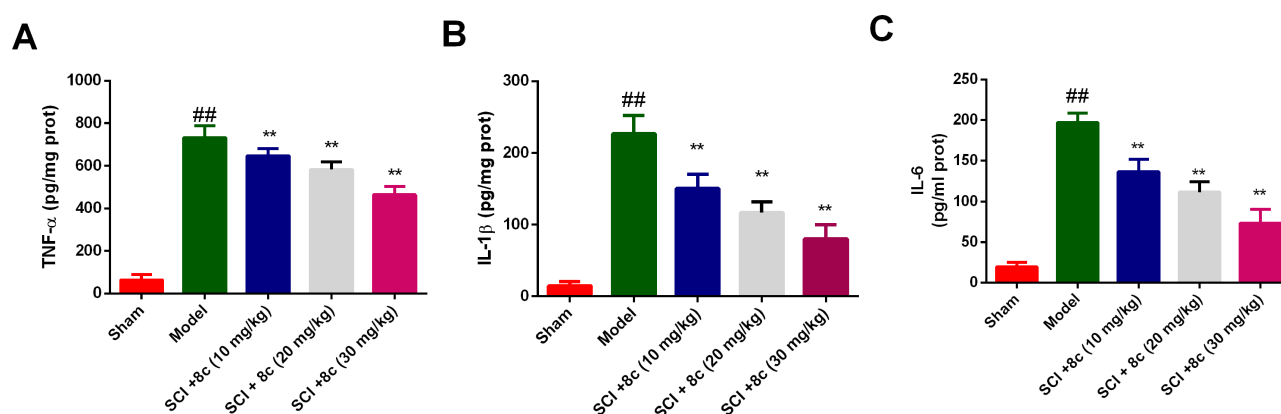 A
TNF-α (pg/mg prot)
1000
800
600
400
200
0
##
**
**
**
Sham
Model
SCI +8c (10 mg/kg)
SCI + 8c (20 mg/kg)
SCI +8c (30 mg/kg)
B
IL-1β (pg/mg prot)
300
200
100
0
##
**
**
**
Sham
Model
SCI +8c (10 mg/kg)
SCI + 8c (20 mg/kg)
SCI +8c (30 mg/kg)
C
IL-6
(pg/ml prot)
250
200
150
100
50
0
##
**
**
**
Sham
Model
SCI +8c (10 mg/kg)
SCI + 8c (20 mg/kg)
SCI +8c (30 mg/kg)